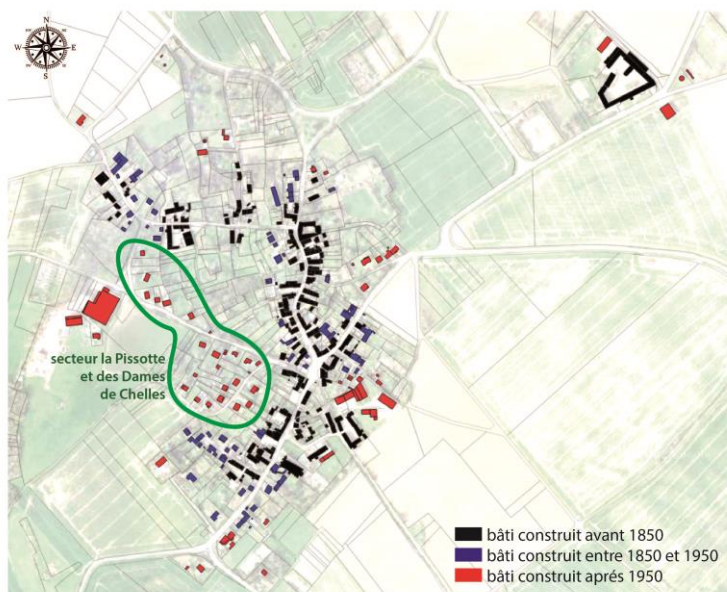 N
W E
S
secteur la Pissotte
et des Dames
de Chelles
bâti construit avant 1850
bâti construit entre 1850 et 1950
bâti construit aprés 1950